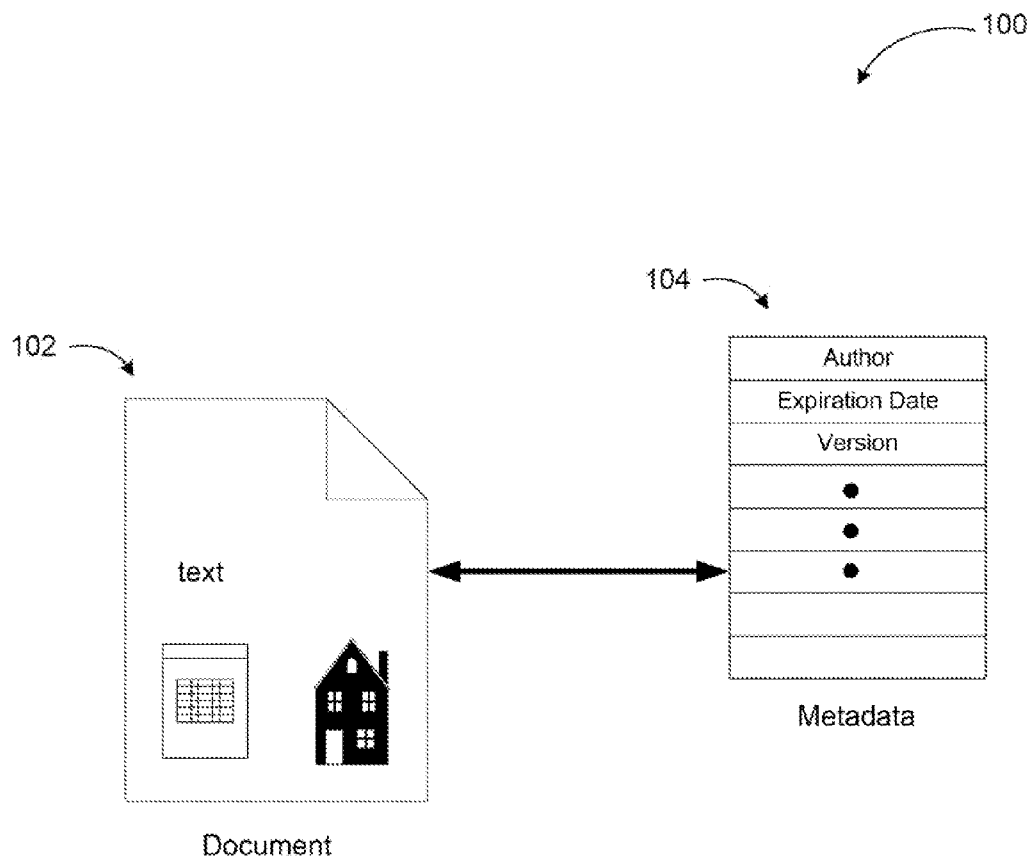 100
104
102
Author
Expiration Date
Version
text
Metadata
Document